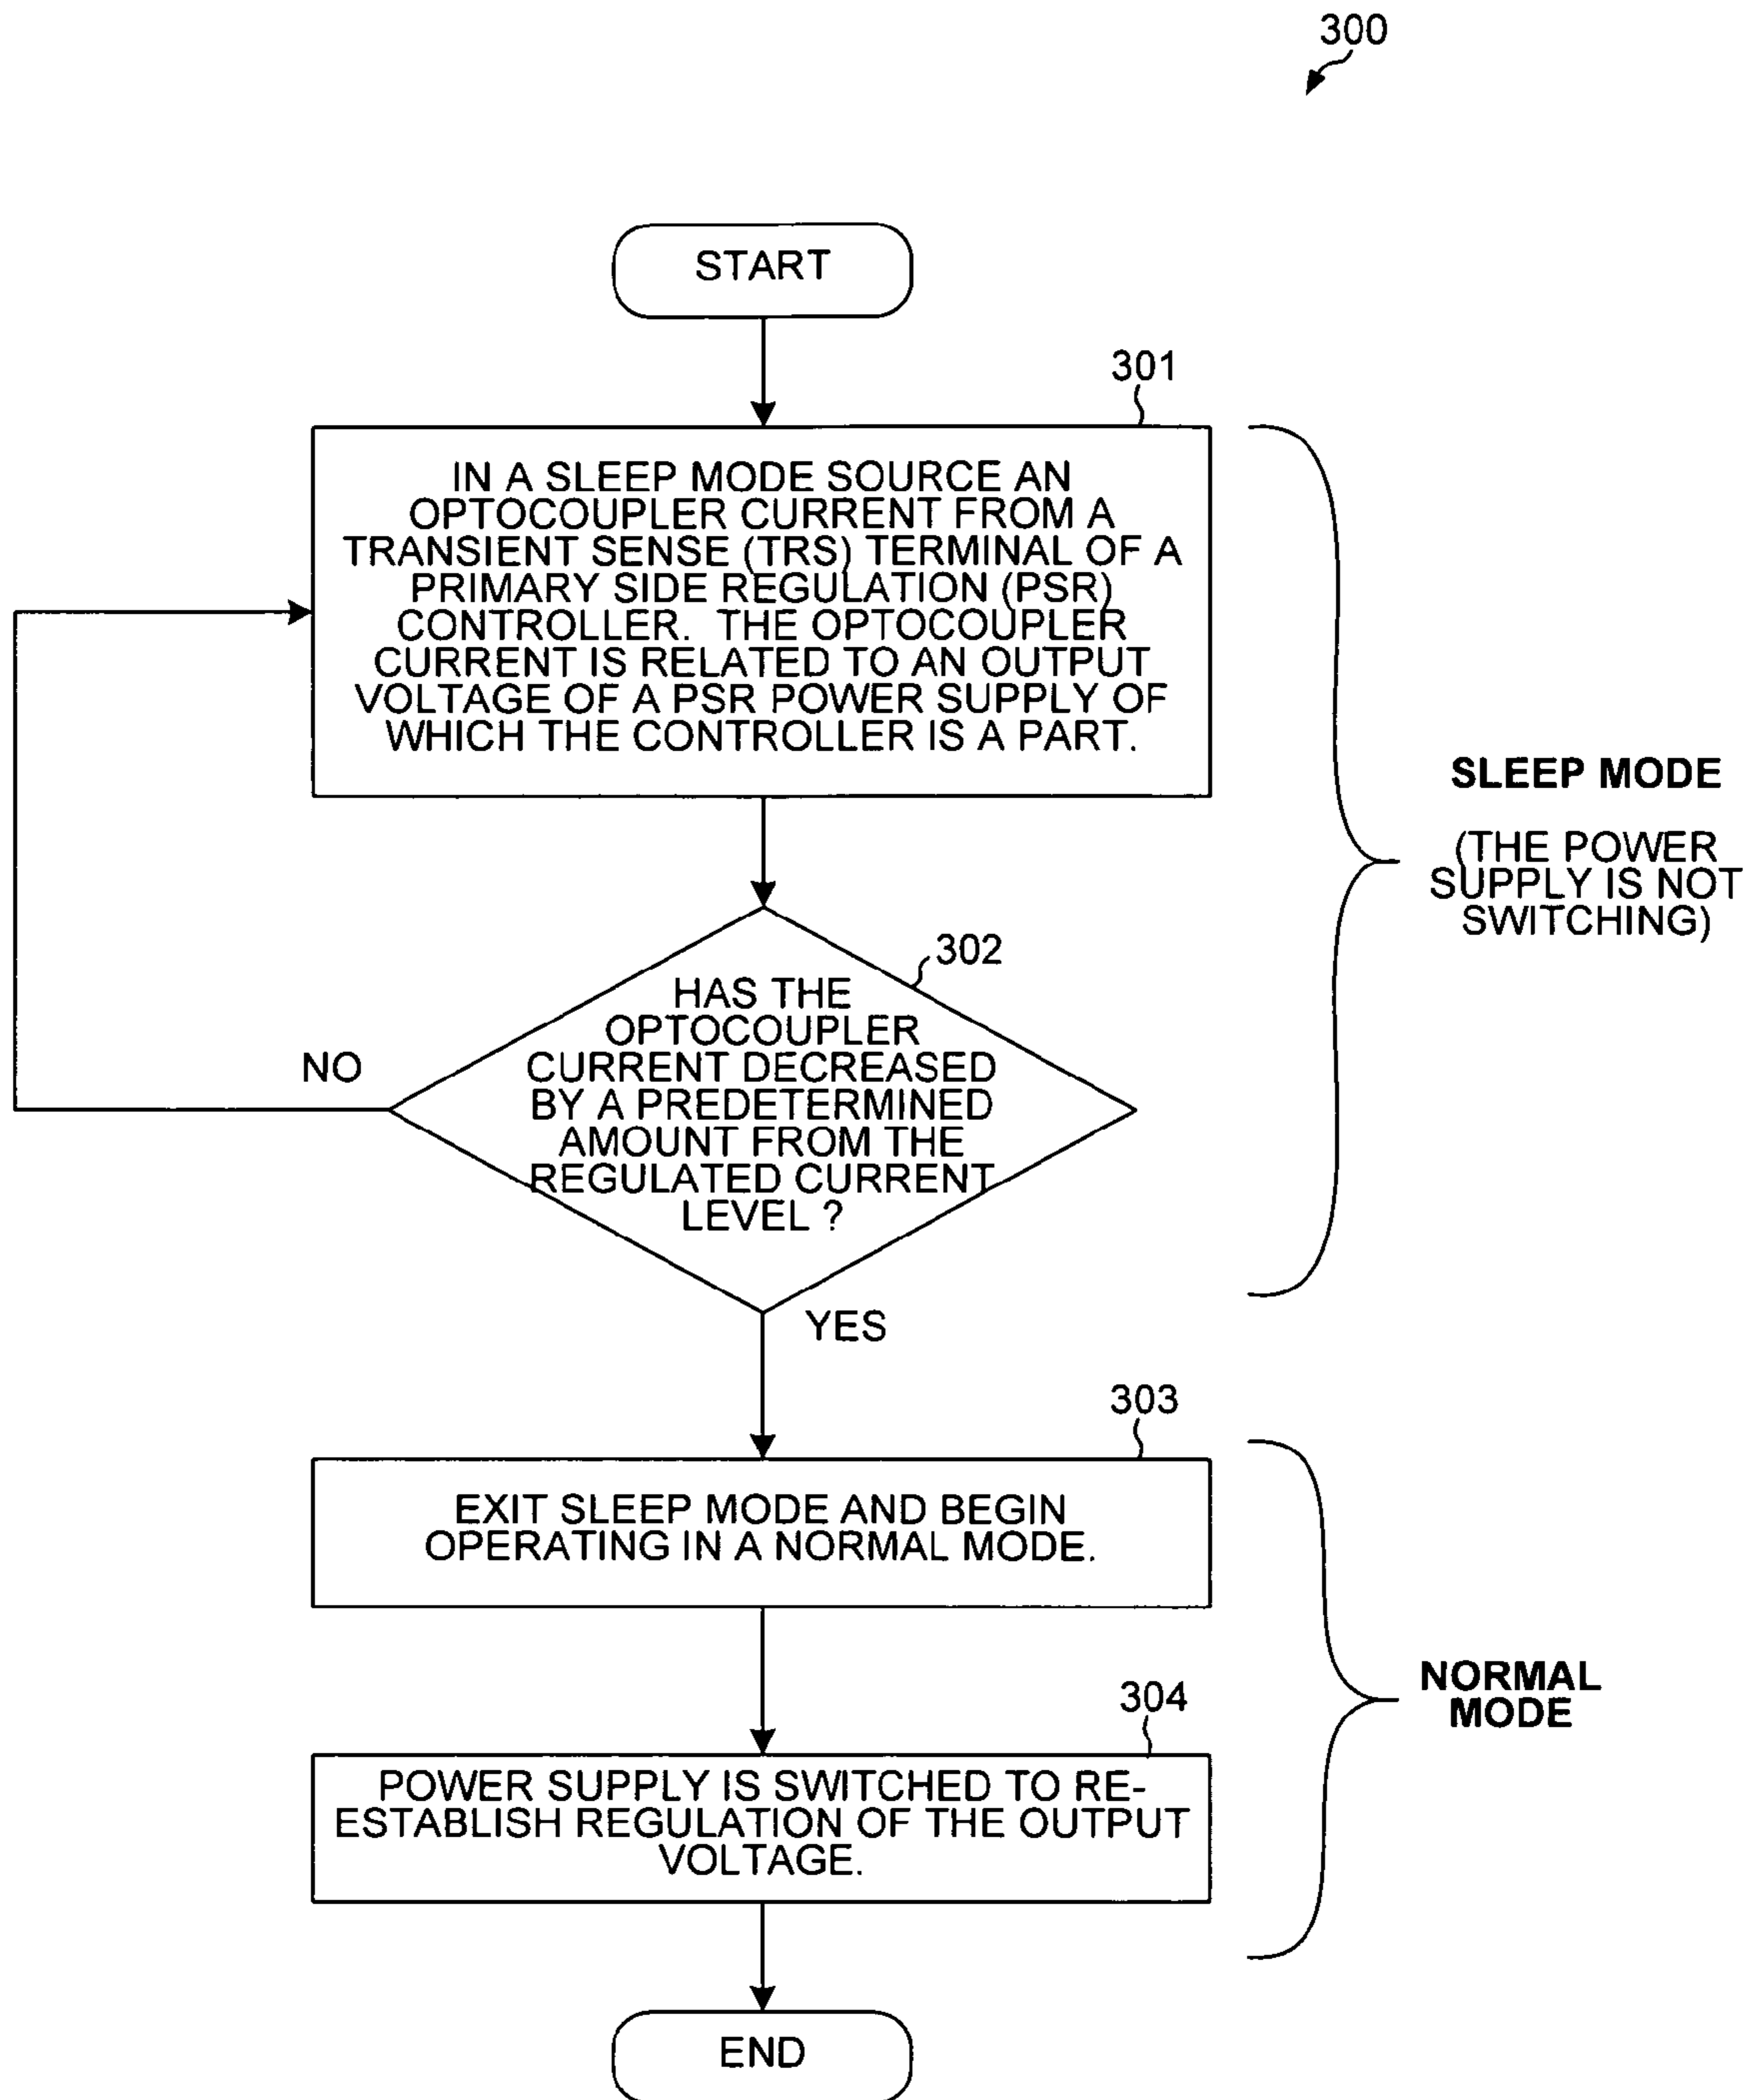 300
START
301
IN A SLEEP MODE SOURCE AN
OPTOCOUPLER CURRENT FROM A
TRANSIENT SENSE (TRS) TERMINAL OF A
PRIMARY SIDE REGULATION (PSR)
CONTROLLER. THE OPTOCOUPLER
CURRENT IS RELATED TO AN OUTPUT
VOLTAGE OF A PSR POWER SUPPLY OF
WHICH THE CONTROLLER IS A PART.
SLEEP MODE
(THE POWER
SUPPLY IS NOT
SWITCHING)
302
HAS THE
OPTOCOUPLER
CURRENT DECREASED
BY A PREDETERMINED
AMOUNT FROM THE
REGULATED CURRENT
LEVEL ?
NO
YES
303
EXIT SLEEP MODE AND BEGIN
OPERATING IN A NORMAL MODE.
304
POWER SUPPLY IS SWITCHED TO RE-
ESTABLISH REGULATION OF THE OUTPUT
VOLTAGE.
NORMAL
MODE
END